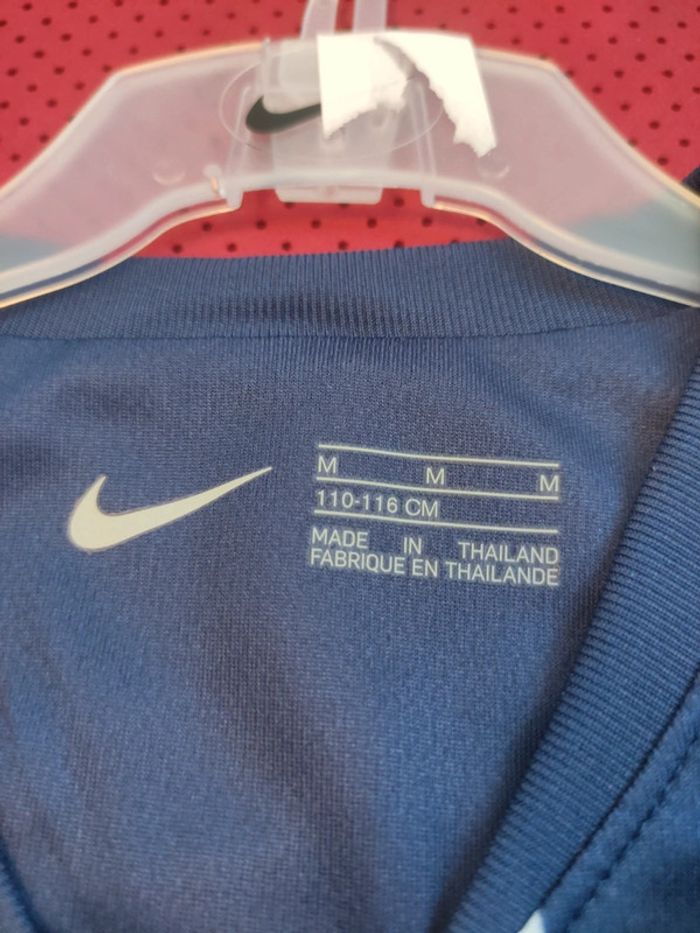 M M M
110-116 CM
MADE IN THAILAND
FABRIQUE EN THAILANDE